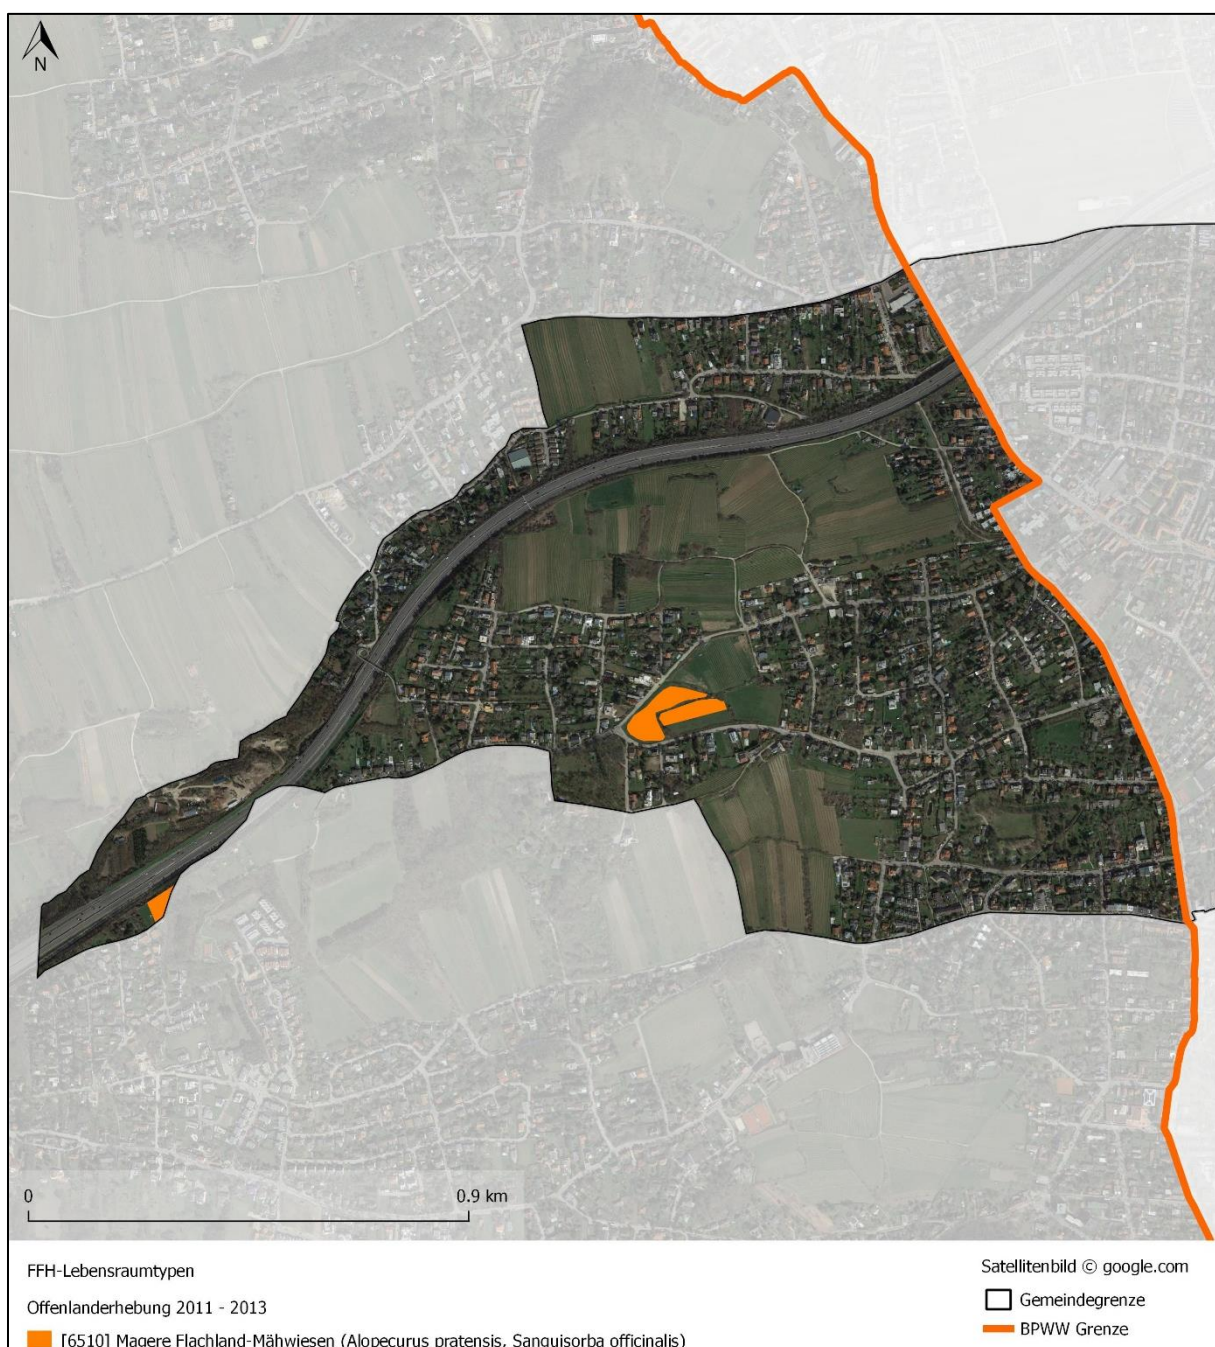 N
0 0.9 km
FFH-Lebensraumtypen
Offenlanderhebung 2011 - 2013
[6510] Magere Flachland-Mähwiesen (Alopecurus pratensis, Sanguisorba officinalis)
Satellitenbild © google.com
Gemeindegrenze
BPWW Grenze